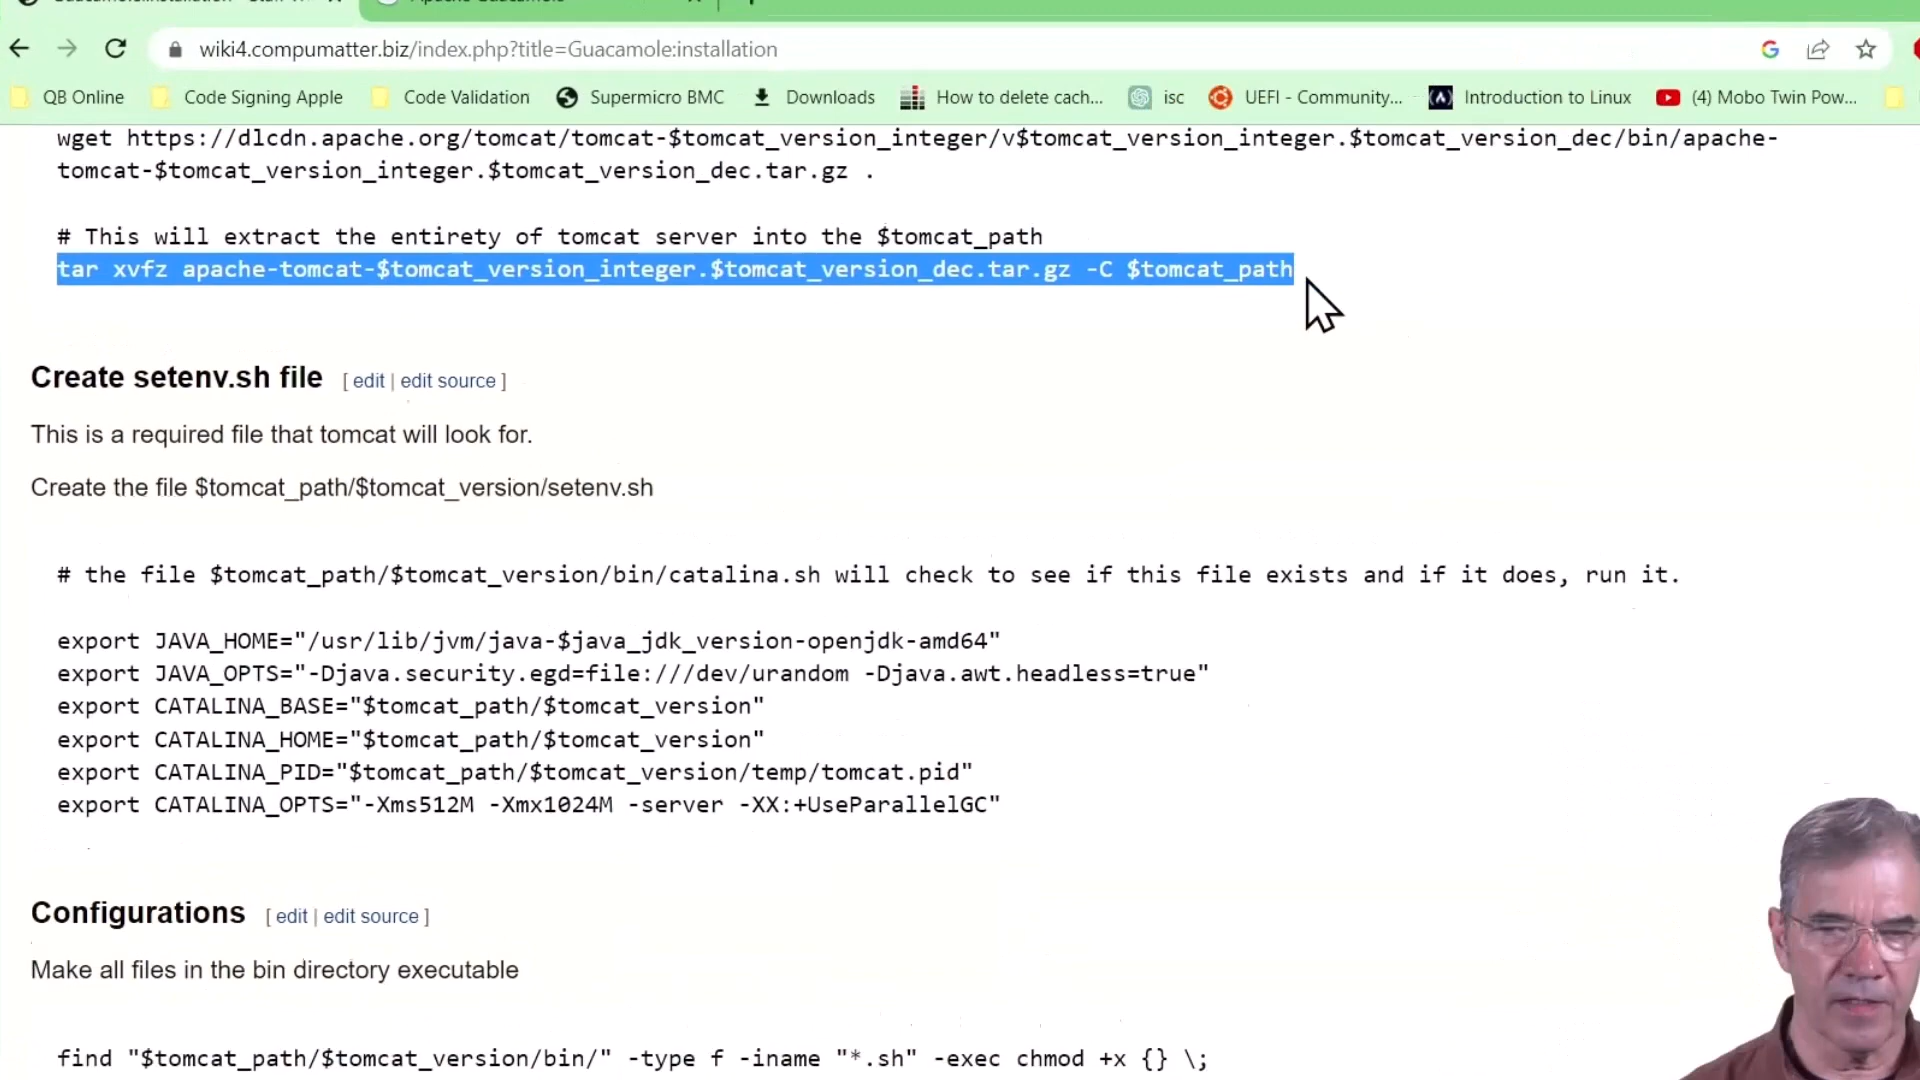 wiki4.compumatter.biz/index.php?title=Guacamole:installation
QB Online Code Signing Apple Code Validation Supermicro BMC Downloads How to delete cach... isc UEFI - Community... Introduction to Linux (4) Mobo Twin Pow...
wget https://dlcdn.apache.org/tomcat/tomcat-$tomcat_version_integer/v$tomcat_version_integer.$tomcat_version_dec/bin/apache-
tomcat-$tomcat_version_integer.$tomcat_version_dec.tar.gz .
# This will extract the entirety of tomcat server into the $tomcat_path
tar xvfz apache-tomcat-$tomcat_version_integer.$tomcat_version_dec.tar.gz -C $tomcat_path
Create setenv.sh file [ edit | edit source ]
This is a required file that tomcat will look for.
Create the file $tomcat_path/$tomcat_version/setenv.sh
# the file $tomcat_path/$tomcat_version/bin/catalina.sh will check to see if this file exists and if it does, run it.
export JAVA_HOME="/usr/lib/jvm/java-$java_jdk_version-openjdk-amd64"
export JAVA_OPTS="-Djava.security.egd=file:///dev/urandom -Djava.awt.headless=true"
export CATALINA_BASE="$tomcat_path/$tomcat_version"
export CATALINA_HOME="$tomcat_path/$tomcat_version"
export CATALINA_PID="$tomcat_path/$tomcat_version/temp/tomcat.pid"
export CATALINA_OPTS="-Xms512M -Xmx1024M -server -XX:+UseParallelGC"
Configurations [ edit | edit source ]
Make all files in the bin directory executable
find "$tomcat_path/$tomcat_version/bin/" -type f -iname "*.sh" -exec chmod +x {} \;